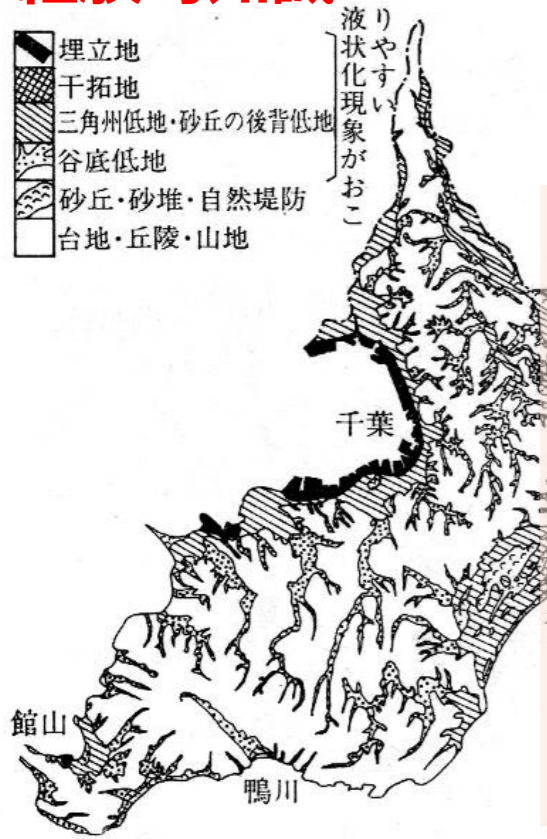 埋立地
干拓地
三角州低地・砂丘の後背低地
谷底低地
砂丘・砂堆・自然堤防
台地・丘陵・山地
液状化現象がおこ
りやすい
千葉
館山
鴨川